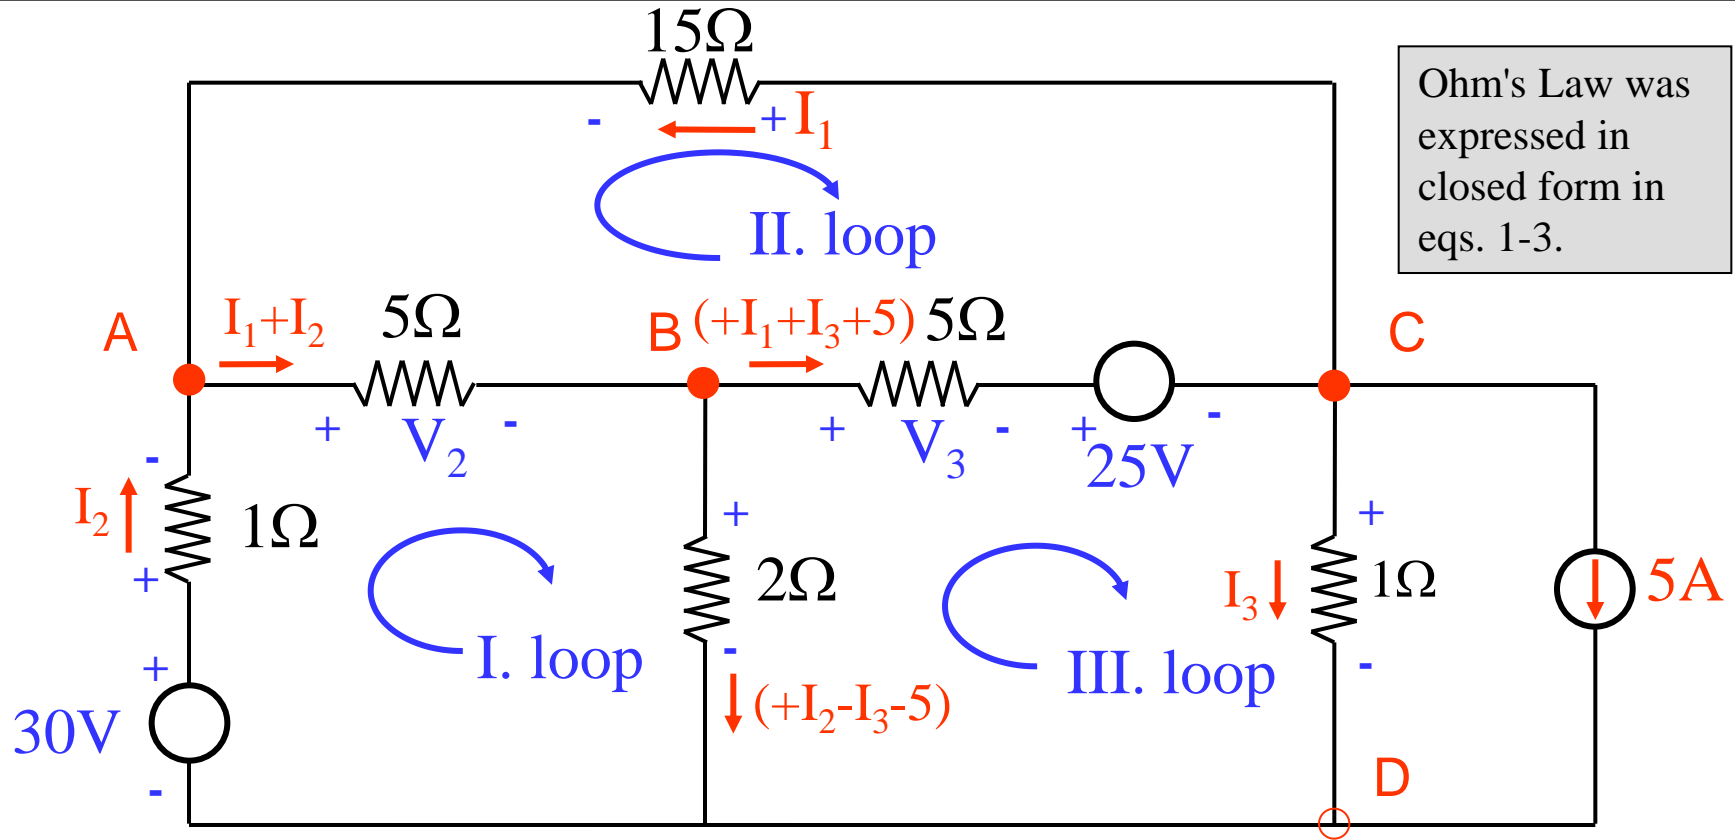 15Ω
- + I₁
Ohm's Law was
expressed in
closed form in
eqs. 1-3.
II. loop
A I₁+I₂ 5Ω B (+I₁+I₃+5) 5Ω C
+ V₂ - + V₃ - + 25V -
-
I₂ 1Ω
+
+
2Ω
-
+
I₃ 1Ω
-
5A
I. loop
III. loop
(+I₂-I₃-5)
+
30V
-
D